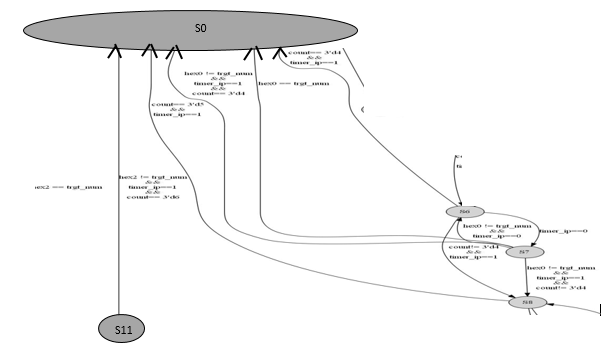 S0
count== 3'd4
&&
timer_ip==1
hex0 != trgt_num
&&
timer_ip==1
&&
count== 3'd4
hex0 == trgt_num
count== 3'd5
&&
timer_ip==1
hex2 == trgt_num
hex2 != trgt_num
&&
timer_ip==1
&&
count== 3'd6
S6
hex0 != trgt_num
&&
timer_ip==0
timer_ip==0
count!= 3'd4
&&
timer_ip==1
S7
hex0 != trgt_num
&&
timer_ip==1
&&
count!= 3'd4
S8
S11